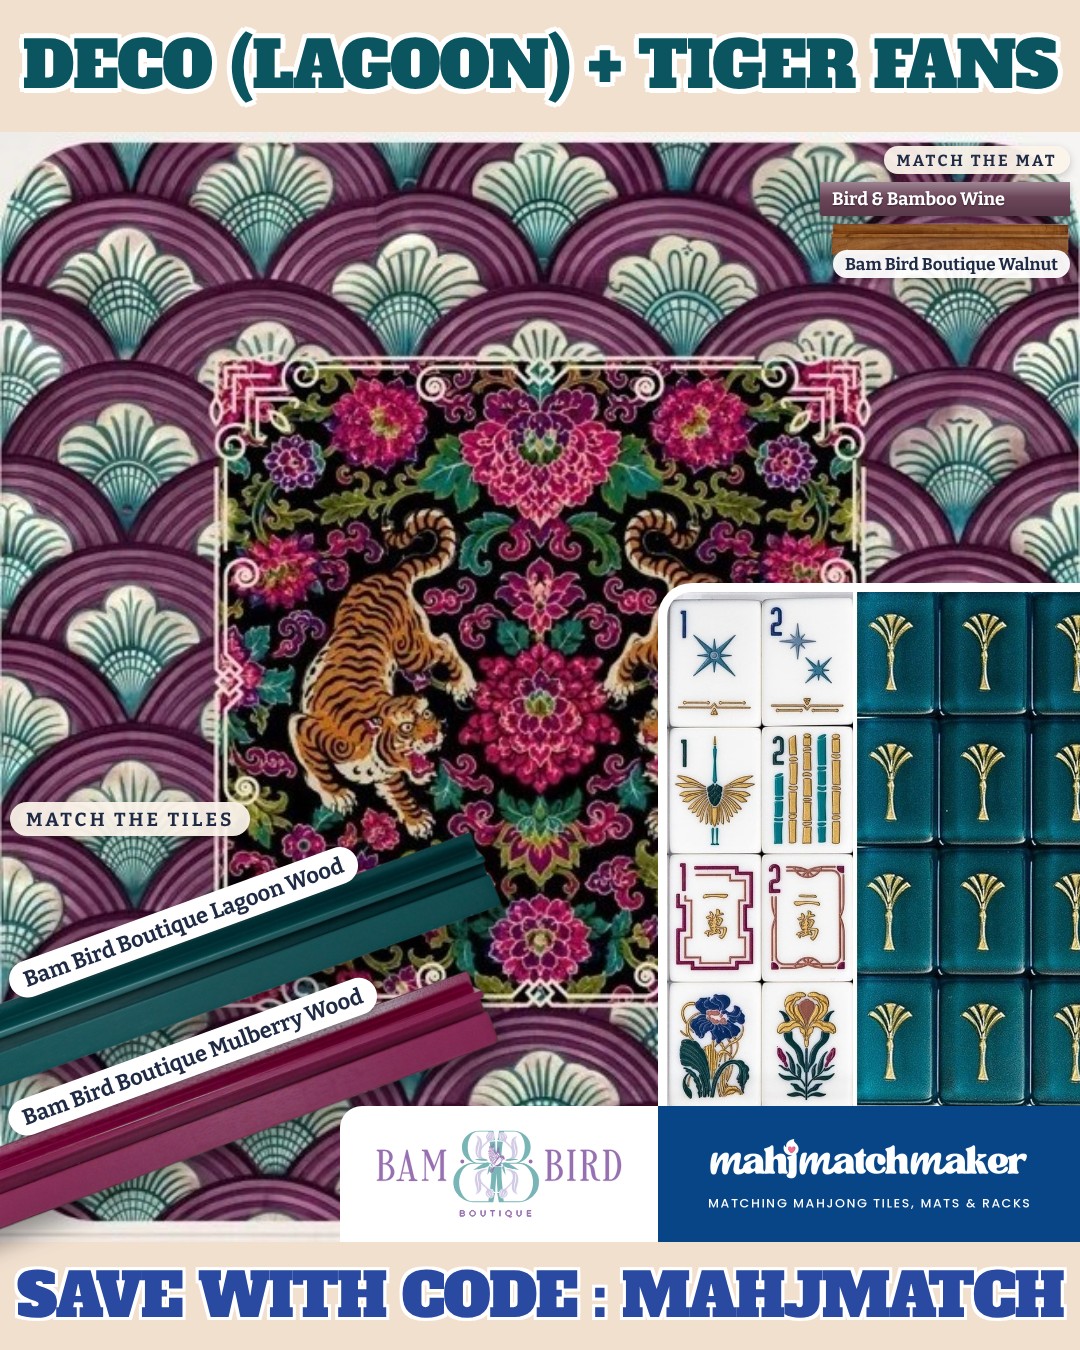 DECO (LAGOON) + TIGER FANS
MATCH THE MAT
Bird & Bamboo Wine
Bam Bird Boutique Walnut
1
2
1
2
1
一萬
2
二萬
MATCH THE TILES
Bam Bird Boutique Lagoon Wood
Bam Bird Boutique Mulberry Wood
BAM BIRD
BOUTIQUE
mahjmatchmaker
MATCHING MAHJONG TILES, MATS & RACKS
SAVE WITH CODE : MAHJMATCH